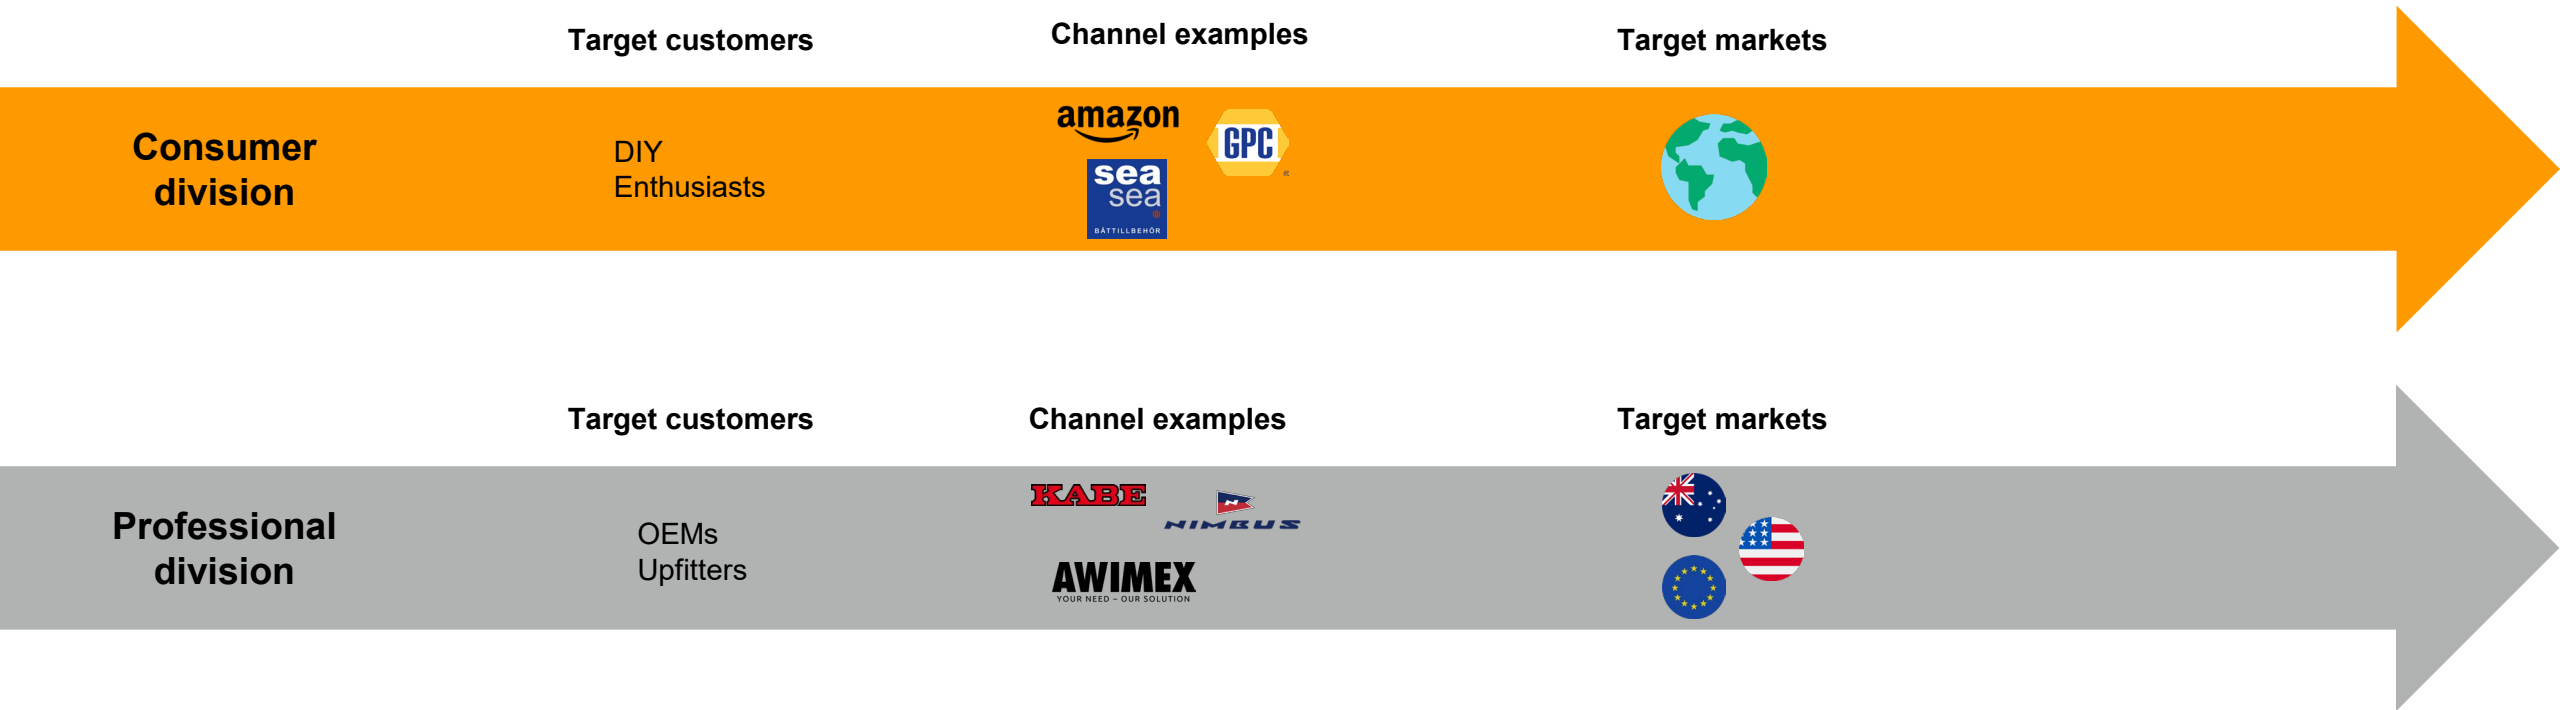 Target customers
Channel examples
Target markets
Consumer
division
DIY
Enthusiasts
amazon
GPC
sea
sea
®
BÅTTILLBEHÖR
Target customers
Channel examples
Target markets
Professional
division
OEMs
Upfitters
KABE
NIMBUS
AWIMEX
YOUR NEED – OUR SOLUTION